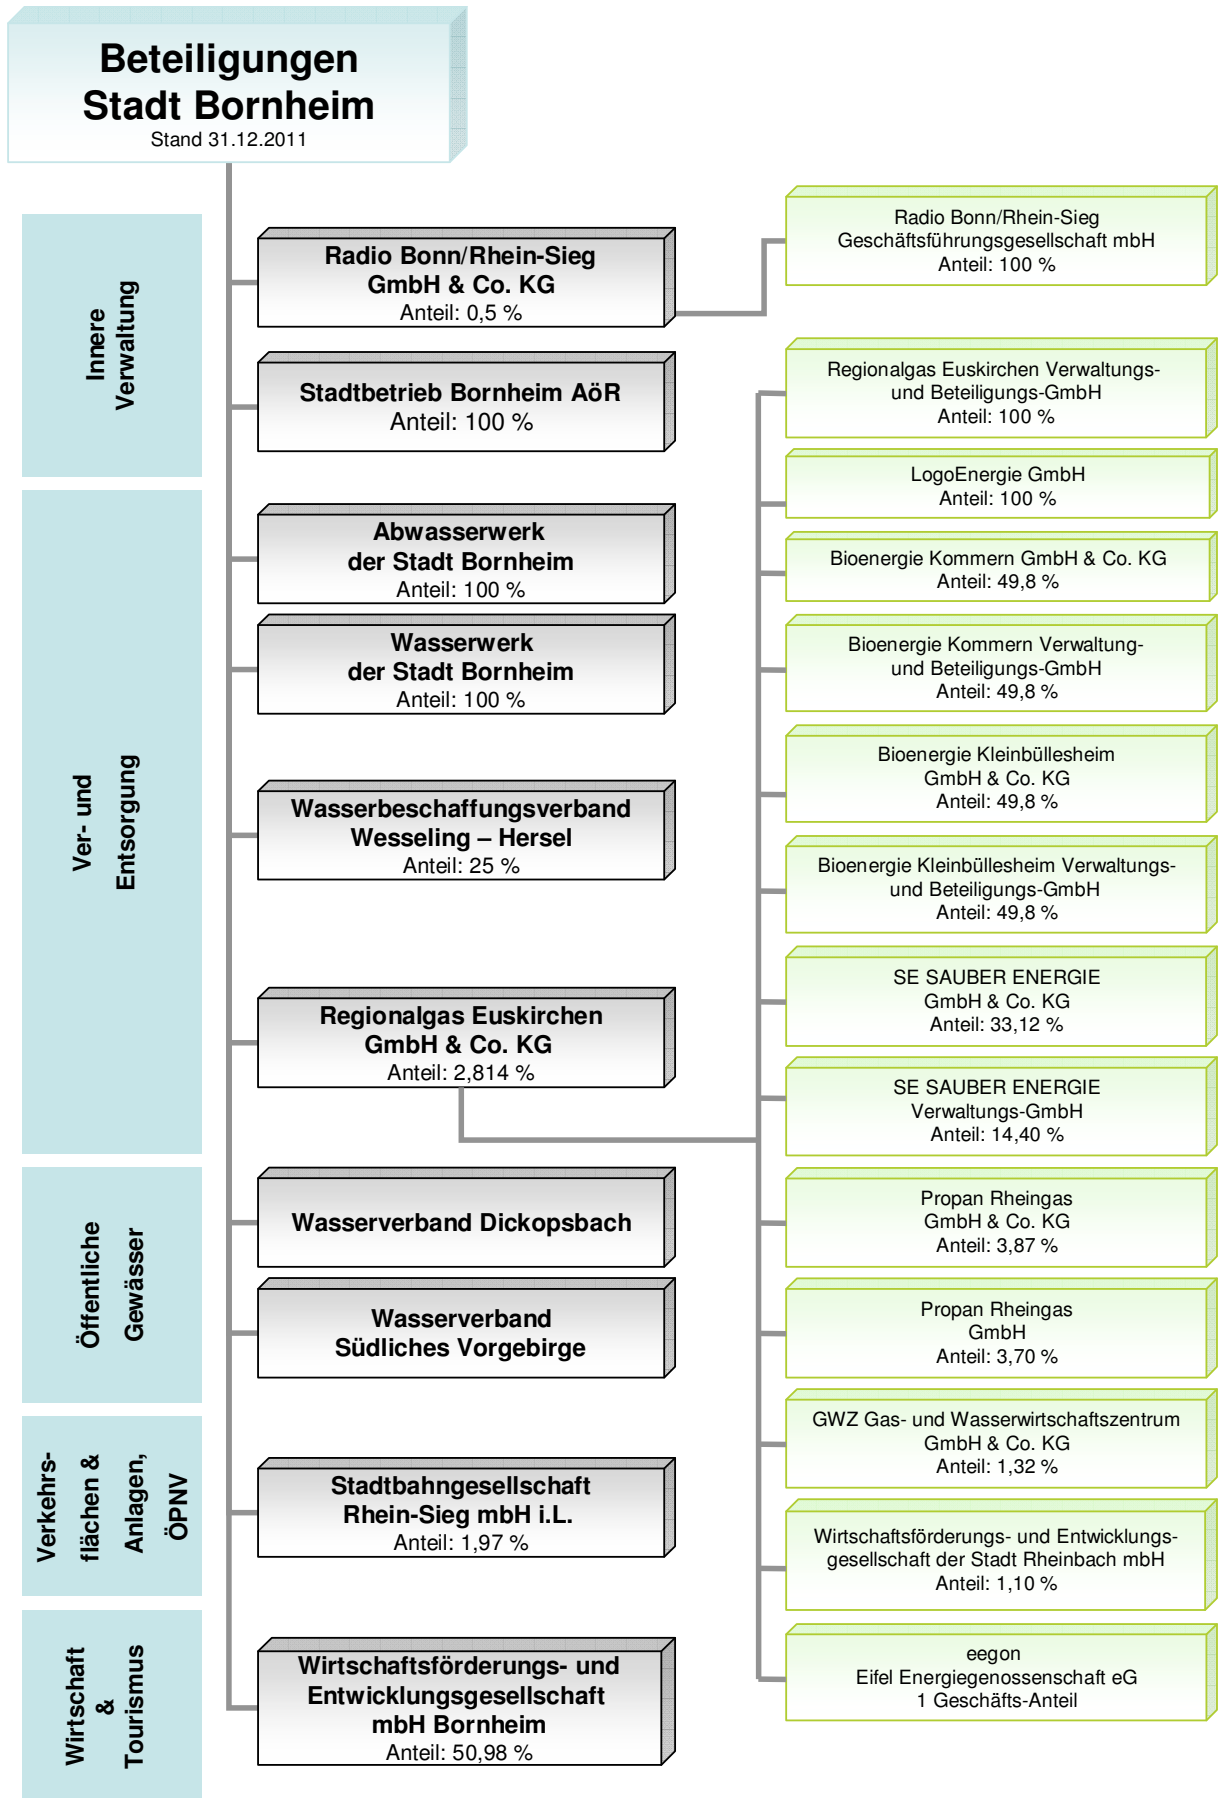 Beteiligungen
Stadt Bornheim
Stand 31.12.2011
Innere
Verwaltung
Radio Bonn/Rhein-Sieg
GmbH & Co. KG
Anteil: 0,5 %
Stadtbetrieb Bornheim AöR
Anteil: 100 %
Ver- und
Entsorgung
Abwasserwerk
der Stadt Bornheim
Anteil: 100 %
Wasserwerk
der Stadt Bornheim
Anteil: 100 %
Wasserbeschaffungsverband
Wesseling – Hersel
Anteil: 25 %
Regionalgas Euskirchen
GmbH & Co. KG
Anteil: 2,814 %
Öffentliche
Gewässer
Wasserverband Dickopsbach
Wasserverband
Südliches Vorgebirge
Verkehrs-
flächen &
Anlagen,
ÖPNV
Stadtbahngesellschaft
Rhein-Sieg mbH i.L.
Anteil: 1,97 %
Wirtschaft
&
Tourismus
Wirtschaftsförderungs- und
Entwicklungsgesellschaft
mbH Bornheim
Anteil: 50,98 %
Radio Bonn/Rhein-Sieg
Geschäftsführungsgesellschaft mbH
Anteil: 100 %
Regionalgas Euskirchen Verwaltungs-
und Beteiligungs-GmbH
Anteil: 100 %
LogoEnergie GmbH
Anteil: 100 %
Bioenergie Kommern GmbH & Co. KG
Anteil: 49,8 %
Bioenergie Kommern Verwaltung-
und Beteiligungs-GmbH
Anteil: 49,8 %
Bioenergie Kleinbüllesheim
GmbH & Co. KG
Anteil: 49,8 %
Bioenergie Kleinbüllesheim Verwaltungs-
und Beteiligungs-GmbH
Anteil: 49,8 %
SE SAUBER ENERGIE
GmbH & Co. KG
Anteil: 33,12 %
SE SAUBER ENERGIE
Verwaltungs-GmbH
Anteil: 14,40 %
Propan Rheingas
GmbH & Co. KG
Anteil: 3,87 %
Propan Rheingas
GmbH
Anteil: 3,70 %
GWZ Gas- und Wasserwirtschaftszentrum
GmbH & Co. KG
Anteil: 1,32 %
Wirtschaftsförderungs- und Entwicklungs-
gesellschaft der Stadt Rheinbach mbH
Anteil: 1,10 %
eegon
Eifel Energiegenossenschaft eG
1 Geschäfts-Anteil